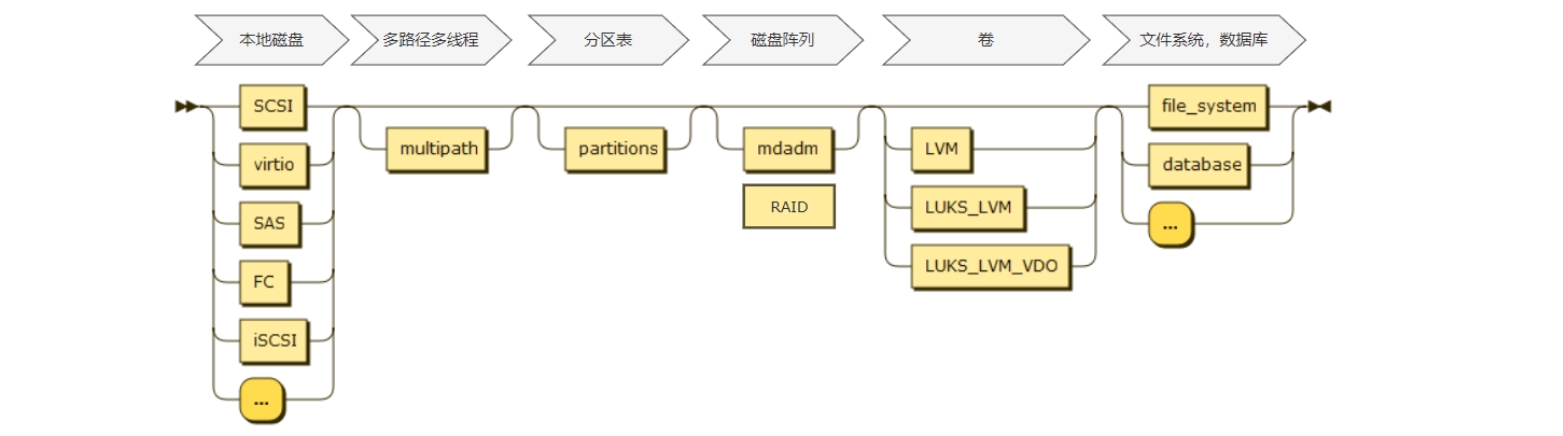 本地磁盘
多路径多线程
分区表
磁盘阵列
卷
文件系统，数据库
SCSI
virtio
SAS
FC
iSCSI
...
multipath
partitions
mdadm
RAID
LVM
LUKS_LVM
LUKS_LVM_VDO
file_system
database
...